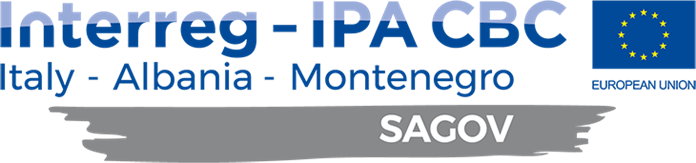 Interreg – IPA CBC
Italy - Albania - Montenegro
EUROPEAN UNION
SAGOV